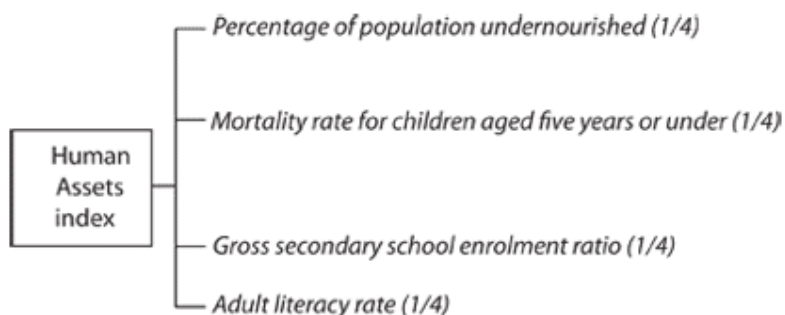 Percentage of population undernourished (1/4)
Mortality rate for children aged five years or under (1/4)
Human
Assets
index
Gross secondary school enrolment ratio (1/4)
Adult literacy rate (1/4)